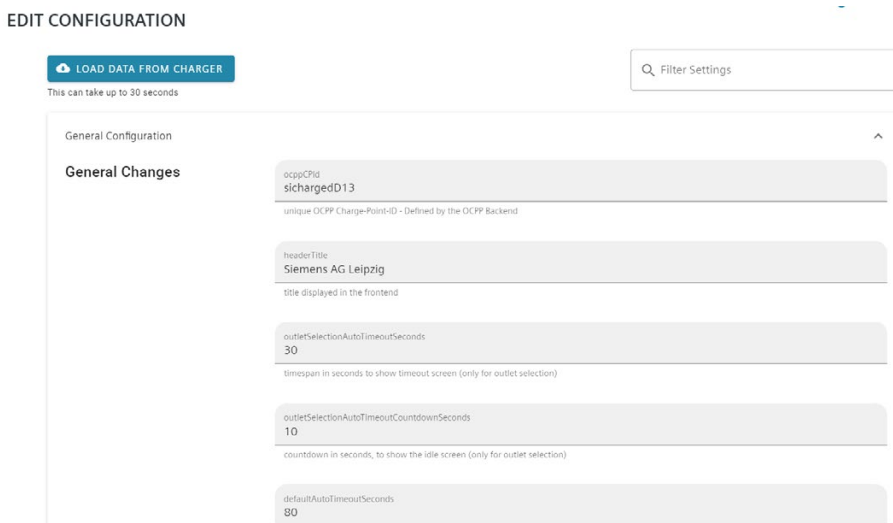 EDIT CONFIGURATION
LOAD DATA FROM CHARGER
This can take up to 30 seconds
Filter Settings
General Configuration
General Changes
ocppCPId
sichargedD13
unique OCPP Charge-Point-ID - Defined by the OCPP Backend
headerTitle
Siemens AG Leipzig
title displayed in the frontend
outletSelectionAutoTimeoutSeconds
30
timespan in seconds to show timeout screen (only for outlet selection)
outletSelectionAutoTimeoutCountdownSeconds
10
countdown in seconds, to show the idle screen (only for outlet selection)
defaultAutoTimeoutSeconds
80